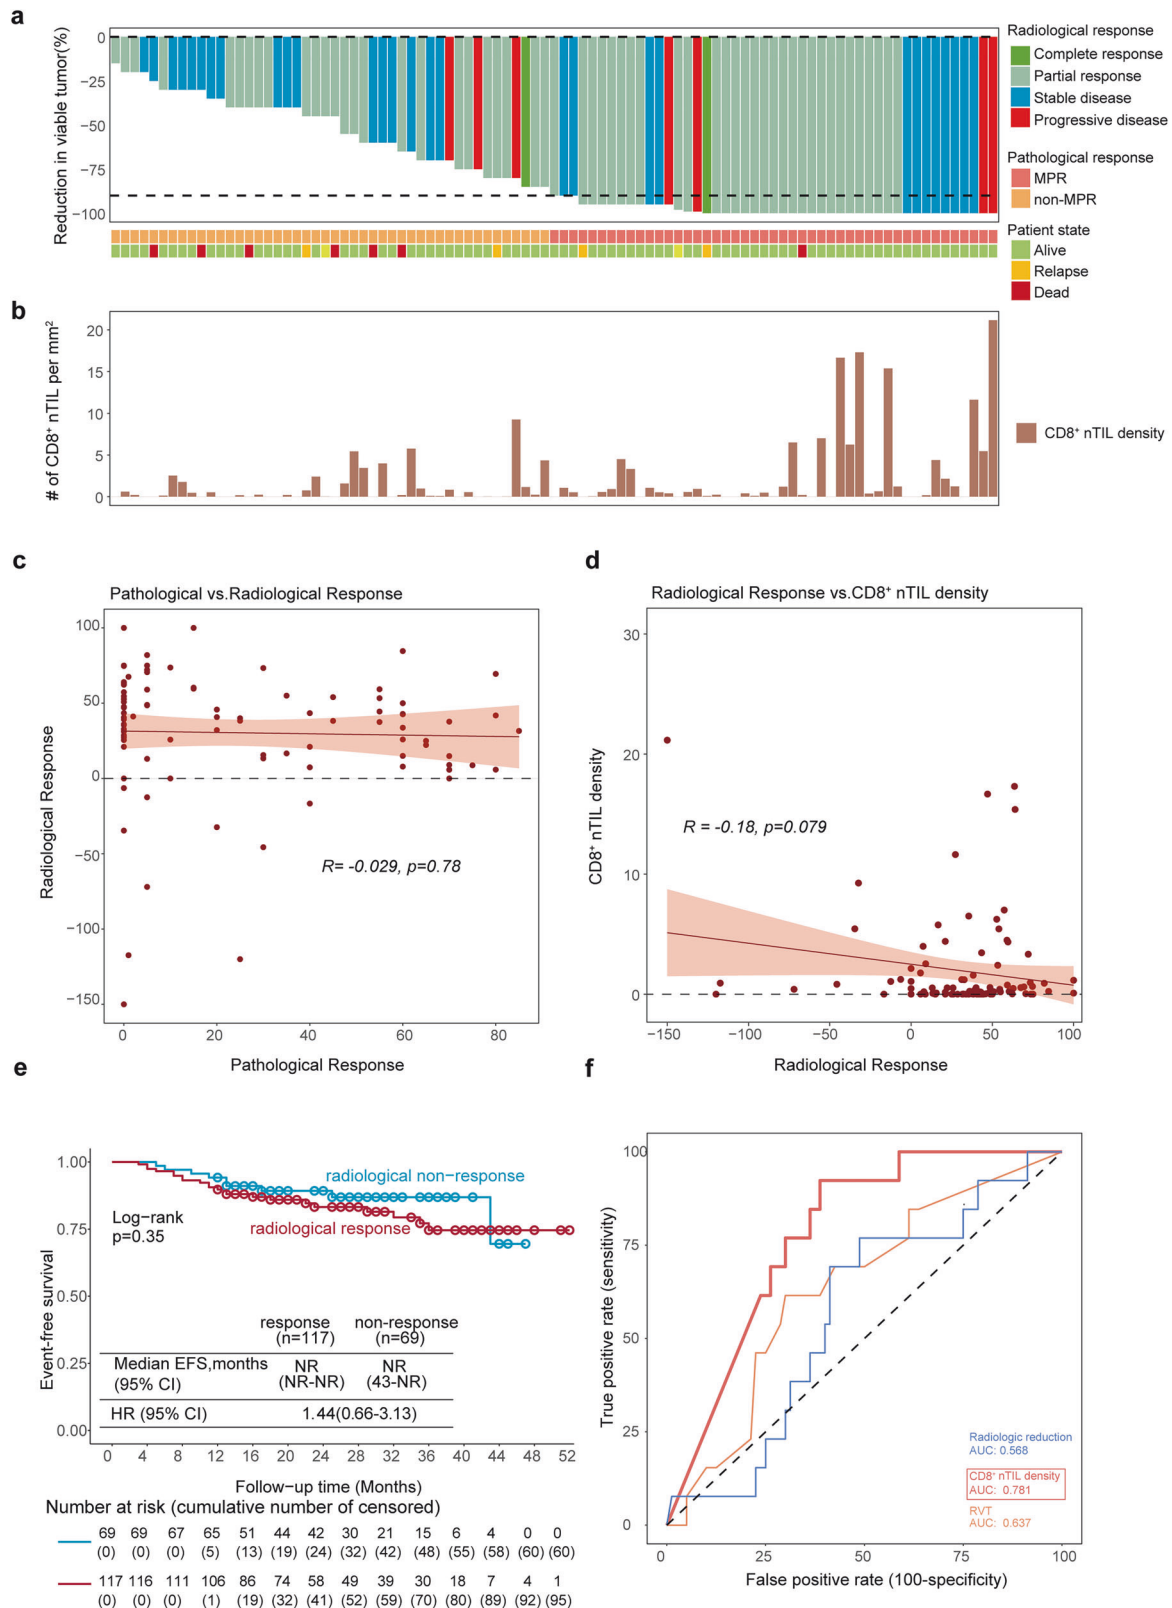 a
Reduction in viable tumor(%)
0
−25
−50
−75
−100
Radiological response
Complete response
Partial response
Stable disease
Progressive disease
Pathological response
MPR
non-MPR
Patient state
Alive
Relapse
Dead
b
# of CD8⁺ nTIL per mm²
20
15
10
5
0
CD8⁺ nTIL density
c
Pathological vs.Radiological Response
Radiological Response
100
50
0
−50
−100
−150
R= -0.029, p=0.78
0 20 40 60 80
Pathological Response
d
Radiological Response vs.CD8⁺ nTIL density
CD8⁺ nTIL density
30
20
10
0
R = -0.18, p=0.079
−150 −100 −50 0 50 100
Radiological Response
e
Event-free survival
1.00
0.75
0.50
0.25
0.00
radiological non−response
radiological response
Log−rank
p=0.35
response non-response
(n=117) (n=69)
Median EFS,months NR NR
(95% CI) (NR-NR) (43-NR)
HR (95% CI) 1.44(0.66-3.13)
0 4 8 12 16 20 24 28 32 36 40 44 48 52
Follow−up time (Months)
Number at risk (cumulative number of censored)
69 69 67 65 51 44 42 30 21 15 6 4 0 0
(0) (0) (0) (5) (13) (19) (24) (32) (42) (48) (55) (58) (60) (60)
117 116 111 106 86 74 58 49 39 30 18 7 4 1
(0) (0) (0) (1) (19) (32) (41) (52) (59) (70) (80) (89) (92) (95)
f
True positive rate (sensitivity)
100
75
50
25
0
Radiologic reduction
AUC: 0.568
CD8⁺ nTIL density
AUC: 0.781
RVT
AUC: 0.637
0 25 50 75 100
False positive rate (100-specificity)